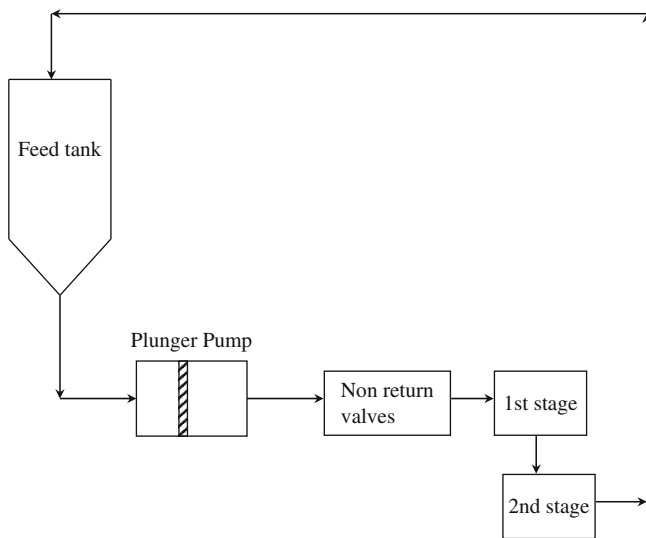 Feed tank
Plunger Pump
Non return
valves
1st stage
2nd stage